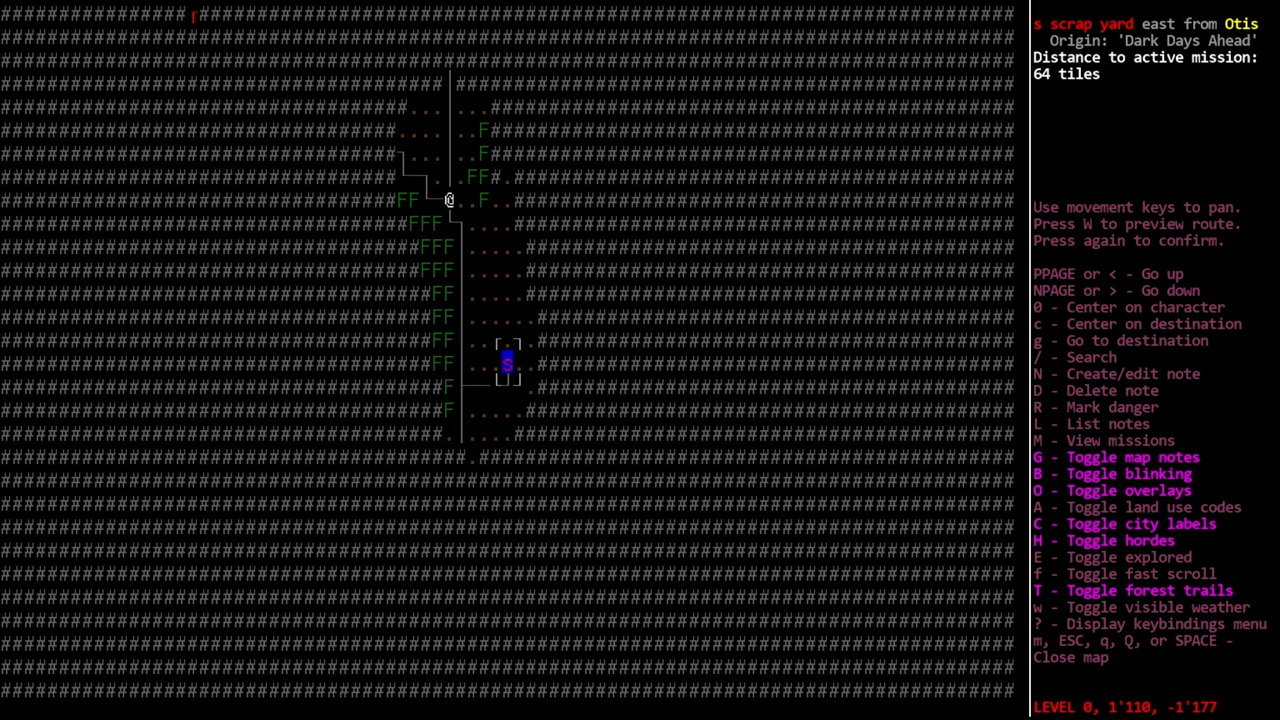 s scrap yard east from Otis
Origin: 'Dark Days Ahead'
Distance to active mission:
64 tiles
Use movement keys to pan.
Press W to preview route.
Press again to confirm.
PPAGE or < - Go up
NPAGE or > - Go down
0 - Center on character
c - Center on destination
g - Go to destination
/ - Search
N - Create/edit note
D - Delete note
R - Mark danger
L - List notes
M - View missions
G - Toggle map notes
B - Toggle blinking
O - Toggle overlays
A - Toggle land use codes
C - Toggle city labels
H - Toggle hordes
E - Toggle explored
f - Toggle fast scroll
T - Toggle forest trails
w - Toggle visible weather
? - Display keybindings menu
m, ESC, q, Q, or SPACE -
Close map
LEVEL 0, 1'110, -1'177